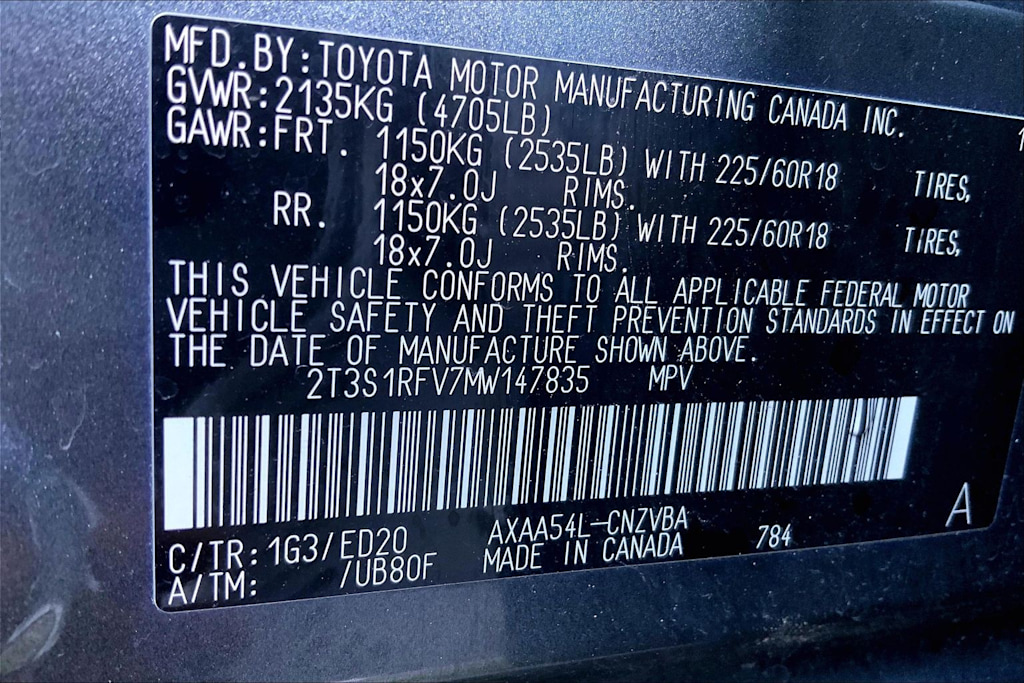 MFD.BY:TOYOTA MOTOR MANUFACTURING CANADA INC.
GVWR:2135KG (4705LB)
GAWR:FRT. 1150KG (2535LB) WITH 225/60R18 TIRES,
18x7.0J RIMS.
RR. 1150KG (2535LB) WITH 225/60R18 TIRES,
18x7.0J RIMS.
THIS VEHICLE CONFORMS TO ALL APPLICABLE FEDERAL MOTOR
VEHICLE SAFETY AND THEFT PREVENTION STANDARDS IN EFFECT ON
THE DATE OF MANUFACTURE SHOWN ABOVE.
2T3S1RFV7MW147835 MPV
A
C/TR:1G3/ED20 AXAA54L-CNZVBA 784
A/TM: /UB80F MADE IN CANADA